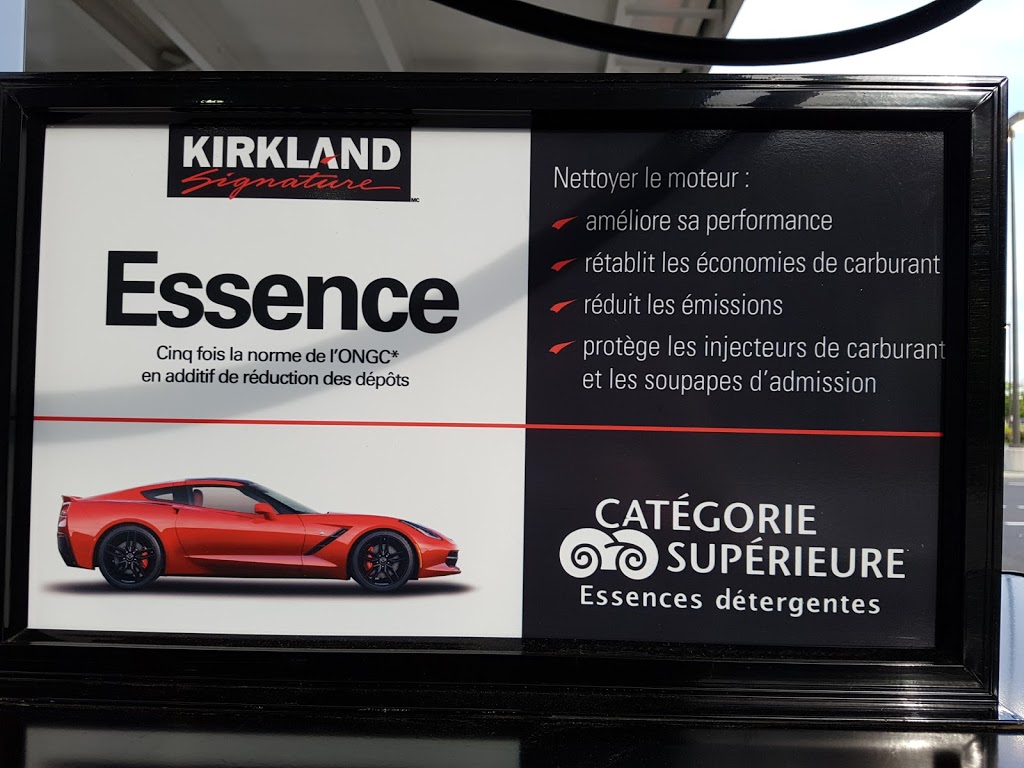 KIRKLAND
Signature
MC
Essence
Cinq fois la norme de l'ONGC*
en additif de réduction des dépôts
Nettoyer le moteur :
améliore sa performance
rétablit les économies de carburant
réduit les émissions
protège les injecteurs de carburant
et les soupapes d'admission
CATÉGORIE
SUPÉRIEURE
Essences détergentes